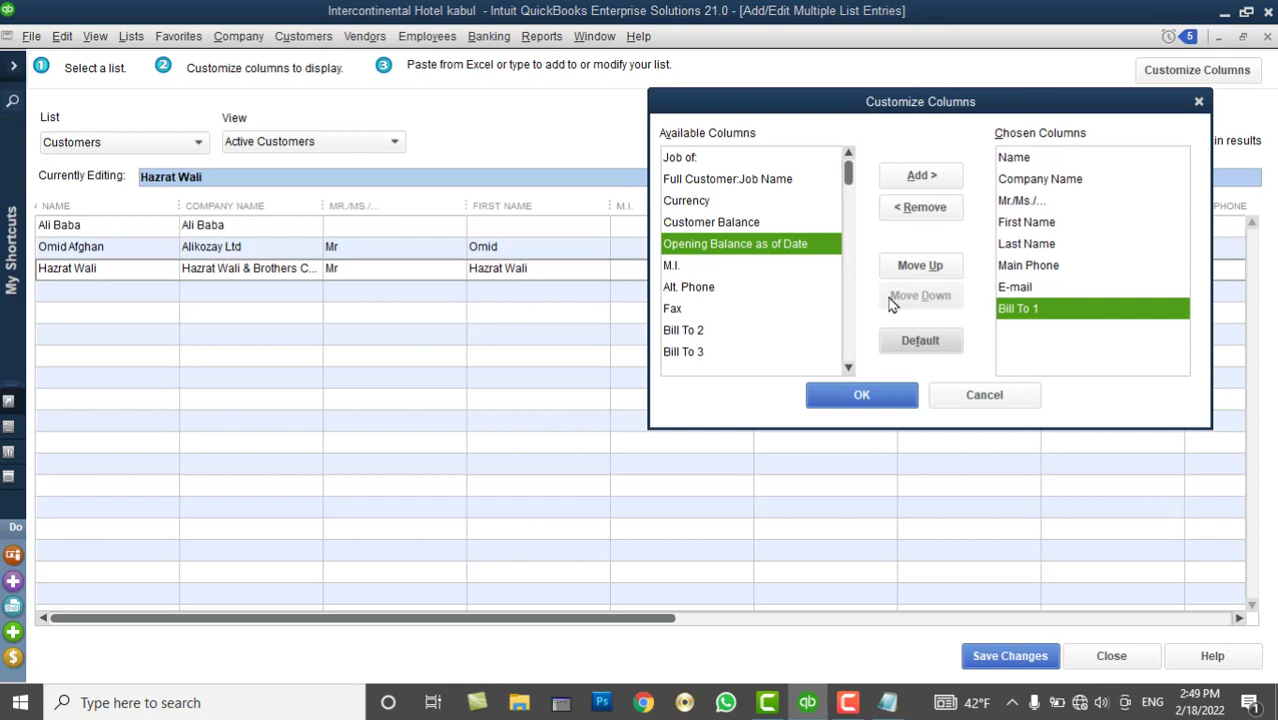 Intercontinental Hotel kabul - Intuit QuickBooks Enterprise Solutions 21.0 - [Add/Edit Multiple List Entries]
File Edit View Lists Favorites Company Customers Vendors Employees Banking Reports Window Help 5
1 Select a list. 2 Customize columns to display. 3 Paste from Excel or type to add to or modify your list. Customize Columns
List View
Customers Active Customers in results
Currently Editing: Hazrat Wali
NAME COMPANY NAME MR./MS./... FIRST NAME M.I. PHONE
Ali Baba Ali Baba
Omid Afghan Alikozay Ltd Mr Omid
Hazrat Wali Hazrat Wali & Brothers C... Mr Hazrat Wali
Customize Columns
Available Columns
Job of:
Full Customer:Job Name
Currency
Customer Balance
Opening Balance as of Date
M.I.
Alt. Phone
Fax
Bill To 2
Bill To 3
Add >
< Remove
Move Up
Move Down
Default
Chosen Columns
Name
Company Name
Mr./Ms./...
First Name
Last Name
Main Phone
E-mail
Bill To 1
OK Cancel
My Shortcuts
Do
$
Save Changes Close Help
Type here to search
Ps qb
42°F ENG 2:49 PM
2/18/2022 1